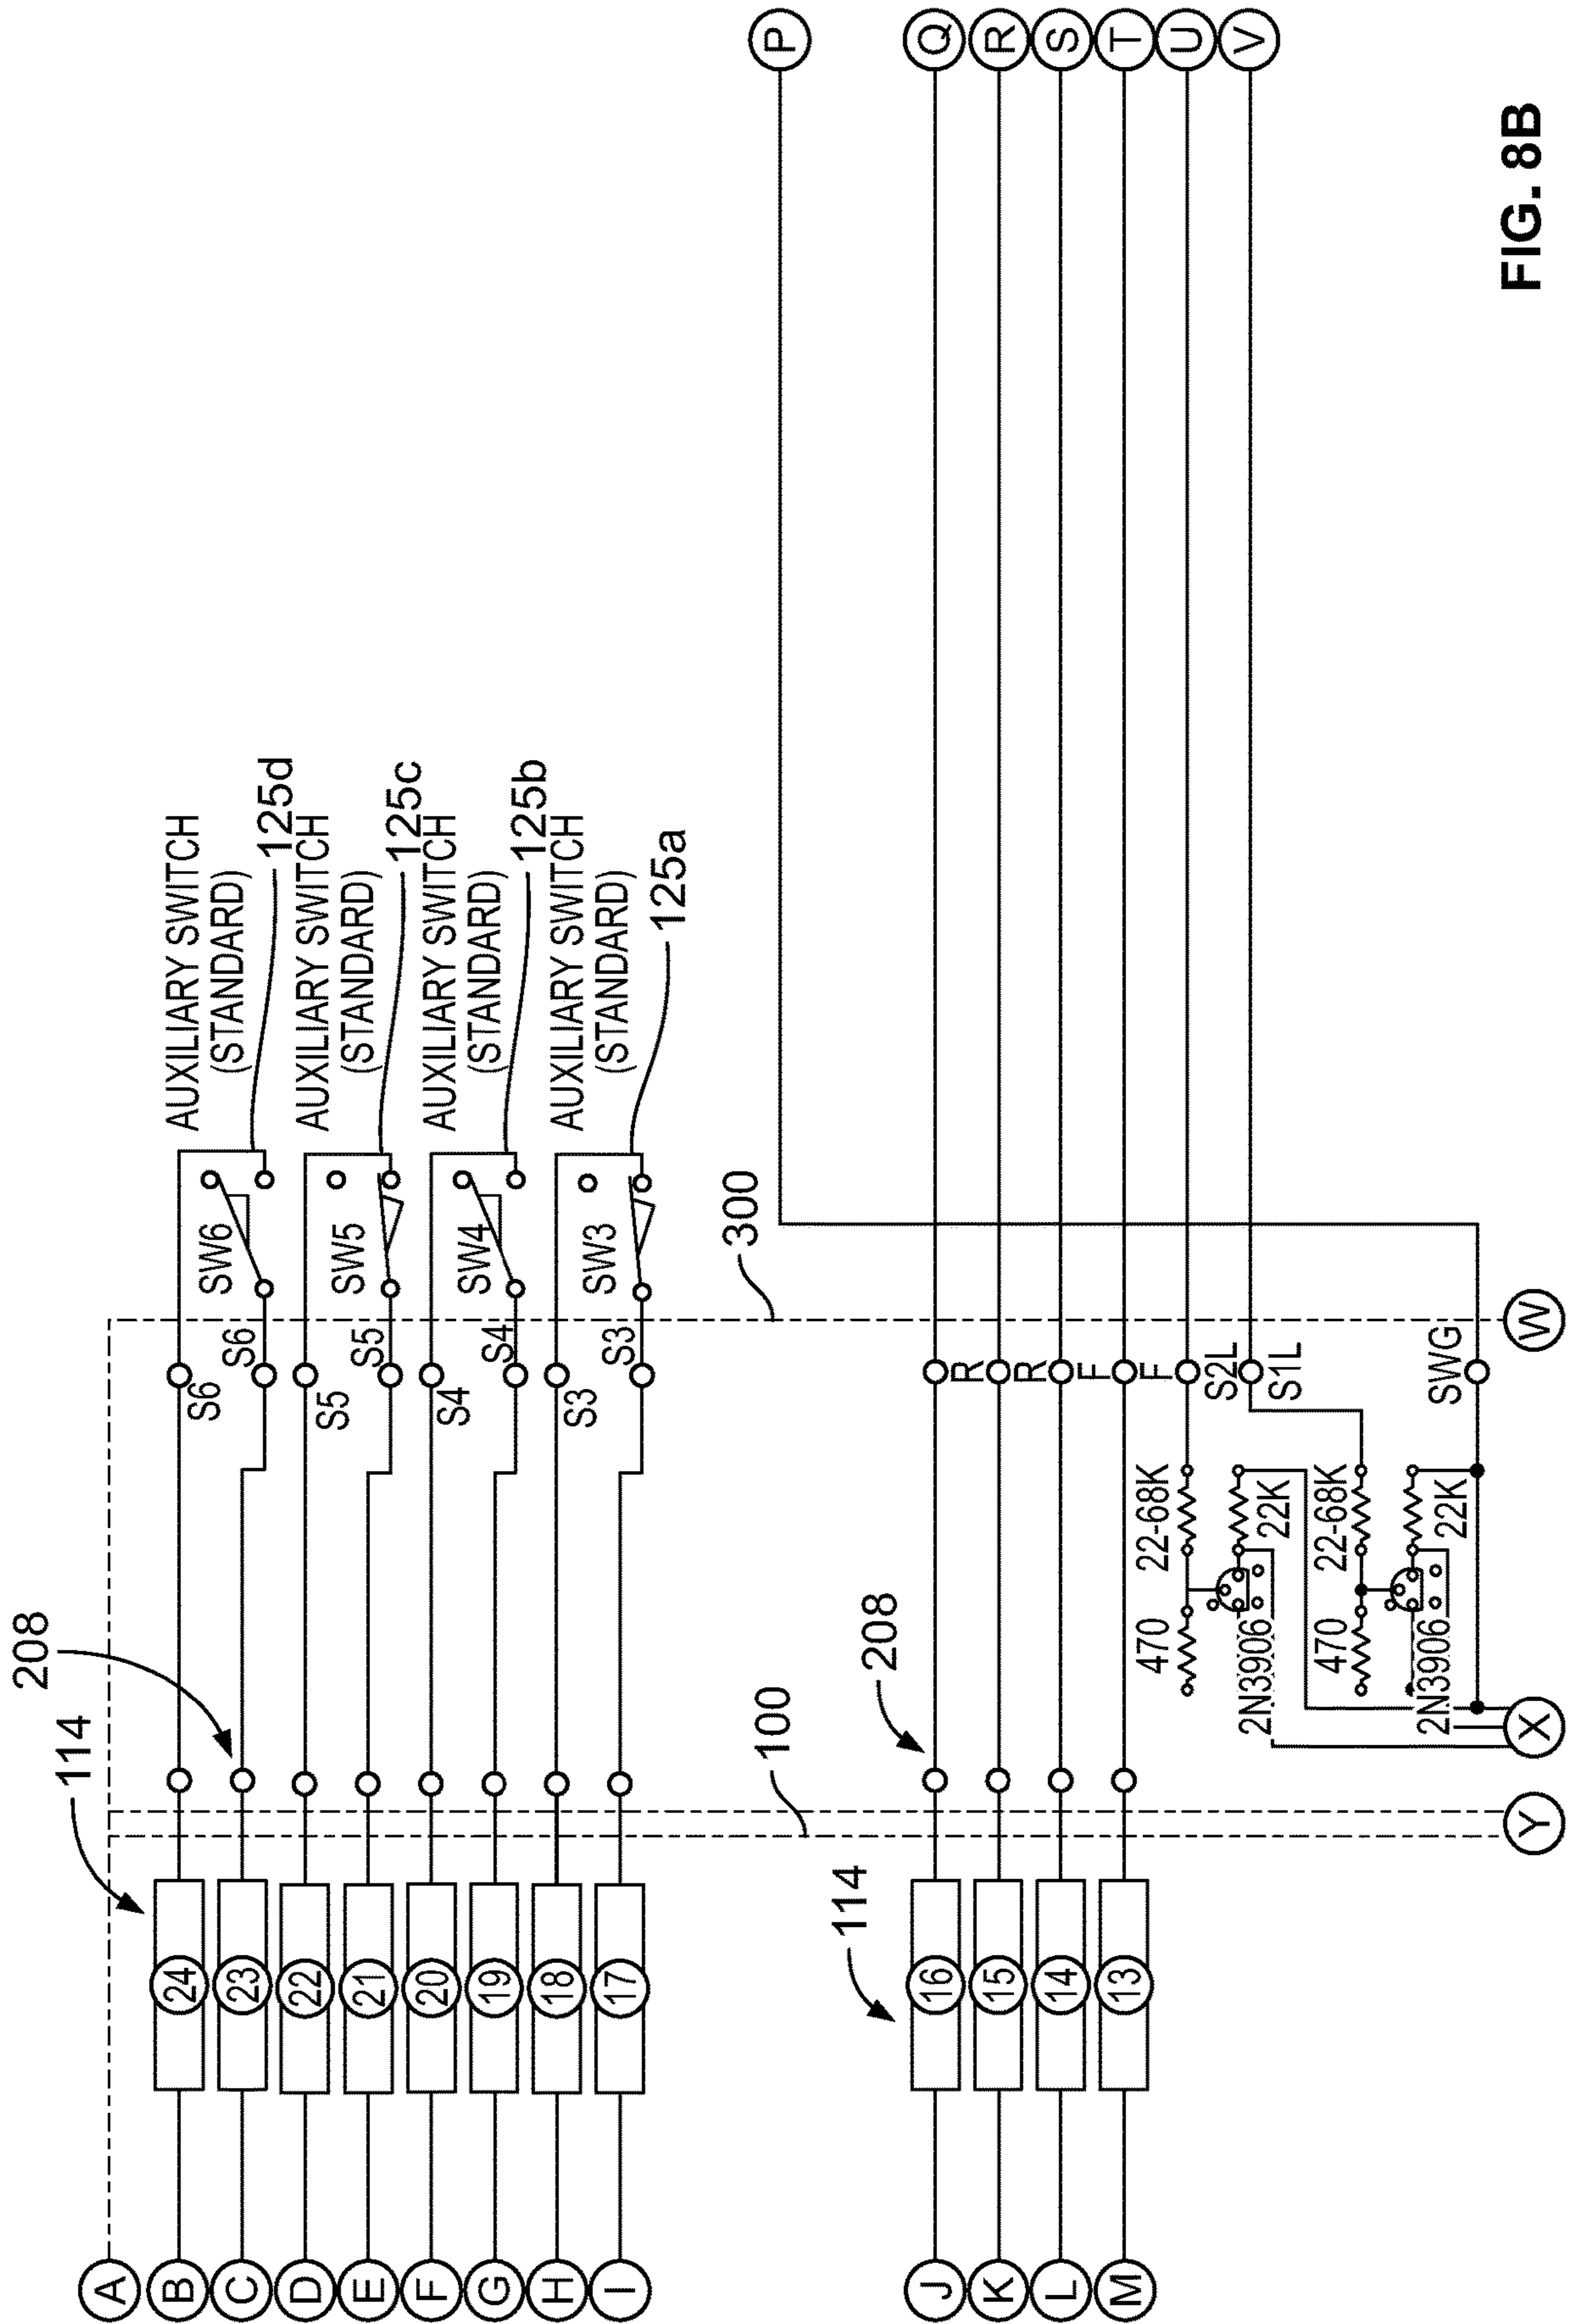 FIG. 8B
A
B
C
D
E
F
G
H
I
J
K
L
M
P
Q
R
S
T
U
V
W
X
Y
114
208
24
23
22
21
20
19
18
17
S6
S6
S5
S5
S4
S4
S3
S3
SW6
SW5
SW4
SW3
AUXILIARY SWITCH
(STANDARD)
125d
AUXILIARY SWITCH
(STANDARD)
125c
AUXILIARY SWITCH
(STANDARD)
125b
AUXILIARY SWITCH
(STANDARD)
125a
300
100
114
208
16
15
14
13
R
R
F
F
S2L
S1L
SWG
470
22-68K
2N3906
22K
470
22-68K
2N3906
22K